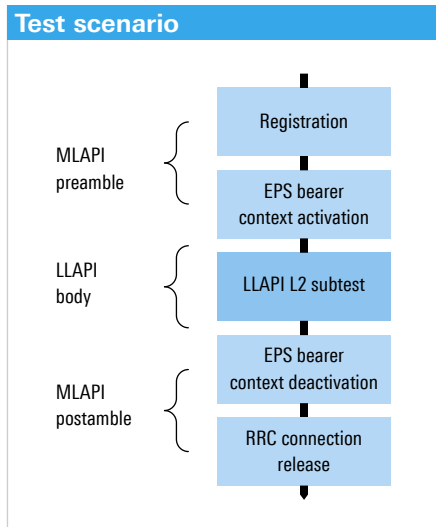 Test scenario
MLAPI
preamble
Registration
EPS bearer
context activation
LLAPI
body
LLAPI L2 subtest
MLAPI
postamble
EPS bearer
context deactivation
RRC connection
release